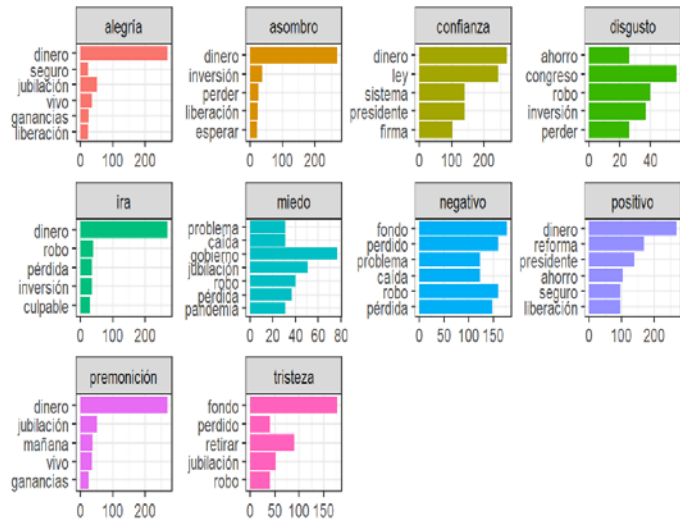 alegría
dinero
seguro
jubilación
vivo
ganancias
liberación
0 100 200
asombro
dinero
inversión
perder
liberación
esperar
0 100 200
confianza
dinero
ley
sistema
presidente
firma
0 100 200
disgusto
ahorro
congreso
robo
inversión
perder
0 20 40
ira
dinero
robo
pérdida
inversión
culpable
0 100 200
miedo
problema
caída
gobierno
jubilación
robo
pérdida
pandemia
0 20 40 60 80
negativo
fondo
perdido
problema
caída
robo
pérdida
0 50 100 150
positivo
dinero
reforma
presidente
ahorro
seguro
liberación
0 100 200
premonición
dinero
jubilación
mañana
vivo
ganancias
0 100 200
tristeza
fondo
perdido
retirar
jubilación
robo
0 50 100 150